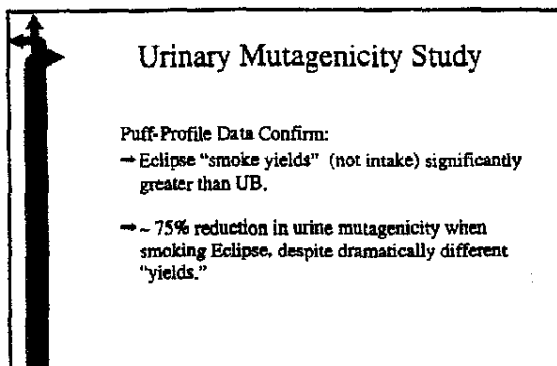 Urinary Mutagenicity Study
Puff-Profile Data Confirm:
→ Eclipse "smoke yields" (not intake) significantly
greater than UB.
→ ~ 75% reduction in urine mutagenicity when
smoking Eclipse, despite dramatically different
"yields."